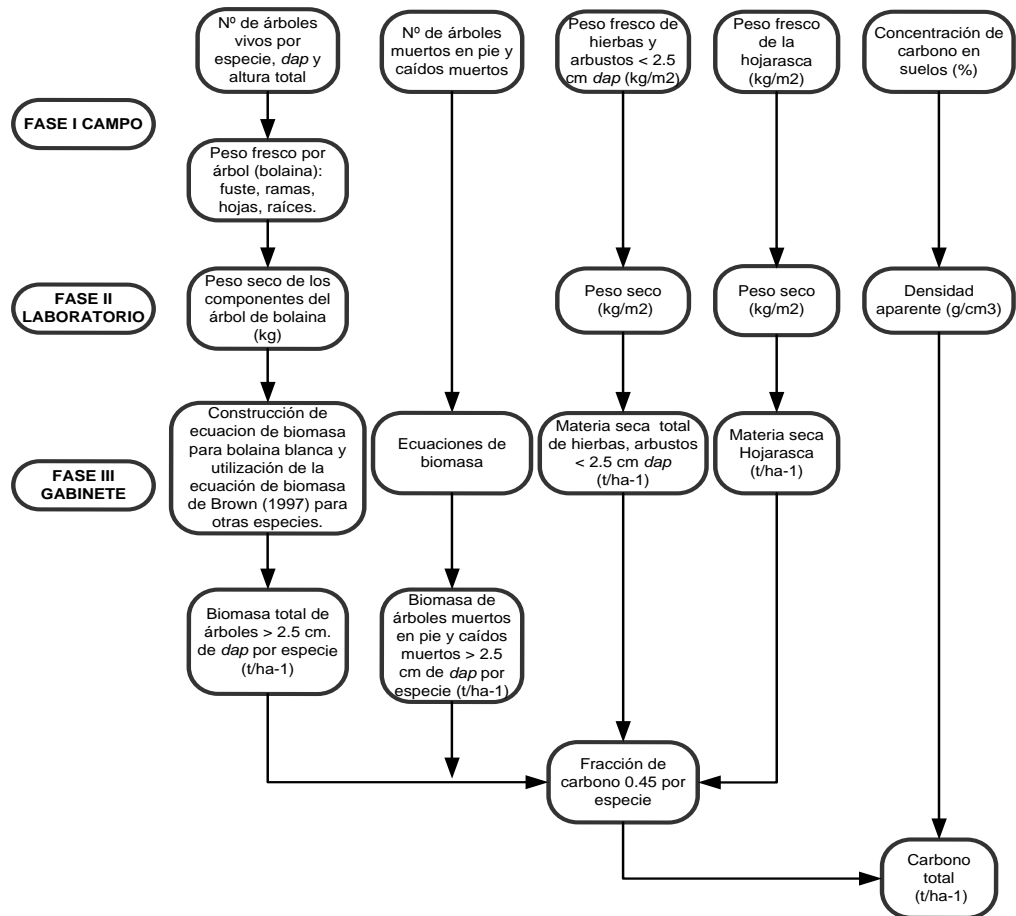 Nº de árboles
vivos por
especie, dap y
altura total
Nº de árboles
muertos en pie y
caídos muertos
Peso fresco de
hierbas y
arbustos < 2.5
cm dap (kg/m2)
Peso fresco
de la
hojarasca
(kg/m2)
Concentración de
carbono en
suelos (%)
FASE I CAMPO
Peso fresco por
árbol (bolaina):
fuste, ramas,
hojas, raíces.
FASE II
LABORATORIO
Peso seco de los
componentes del
árbol de bolaina
(kg)
Peso seco
(kg/m2)
Peso seco
(kg/m2)
Densidad
aparente (g/cm3)
FASE III
GABINETE
Construcción de
ecuacion de biomasa
para bolaina blanca y
utilización de la
ecuación de biomasa
de Brown (1997) para
otras especies.
Ecuaciones de
biomasa
Materia seca total
de hierbas, arbustos
< 2.5 cm dap
(t/ha-1)
Materia seca
Hojarasca
(t/ha-1)
Biomasa total de
árboles > 2.5 cm.
de dap por especie
(t/ha-1)
Biomasa de
árboles muertos
en pie y caídos
muertos > 2.5
cm de dap por
especie (t/ha-1)
Fracción de
carbono 0.45 por
especie
Carbono
total
(t/ha-1)